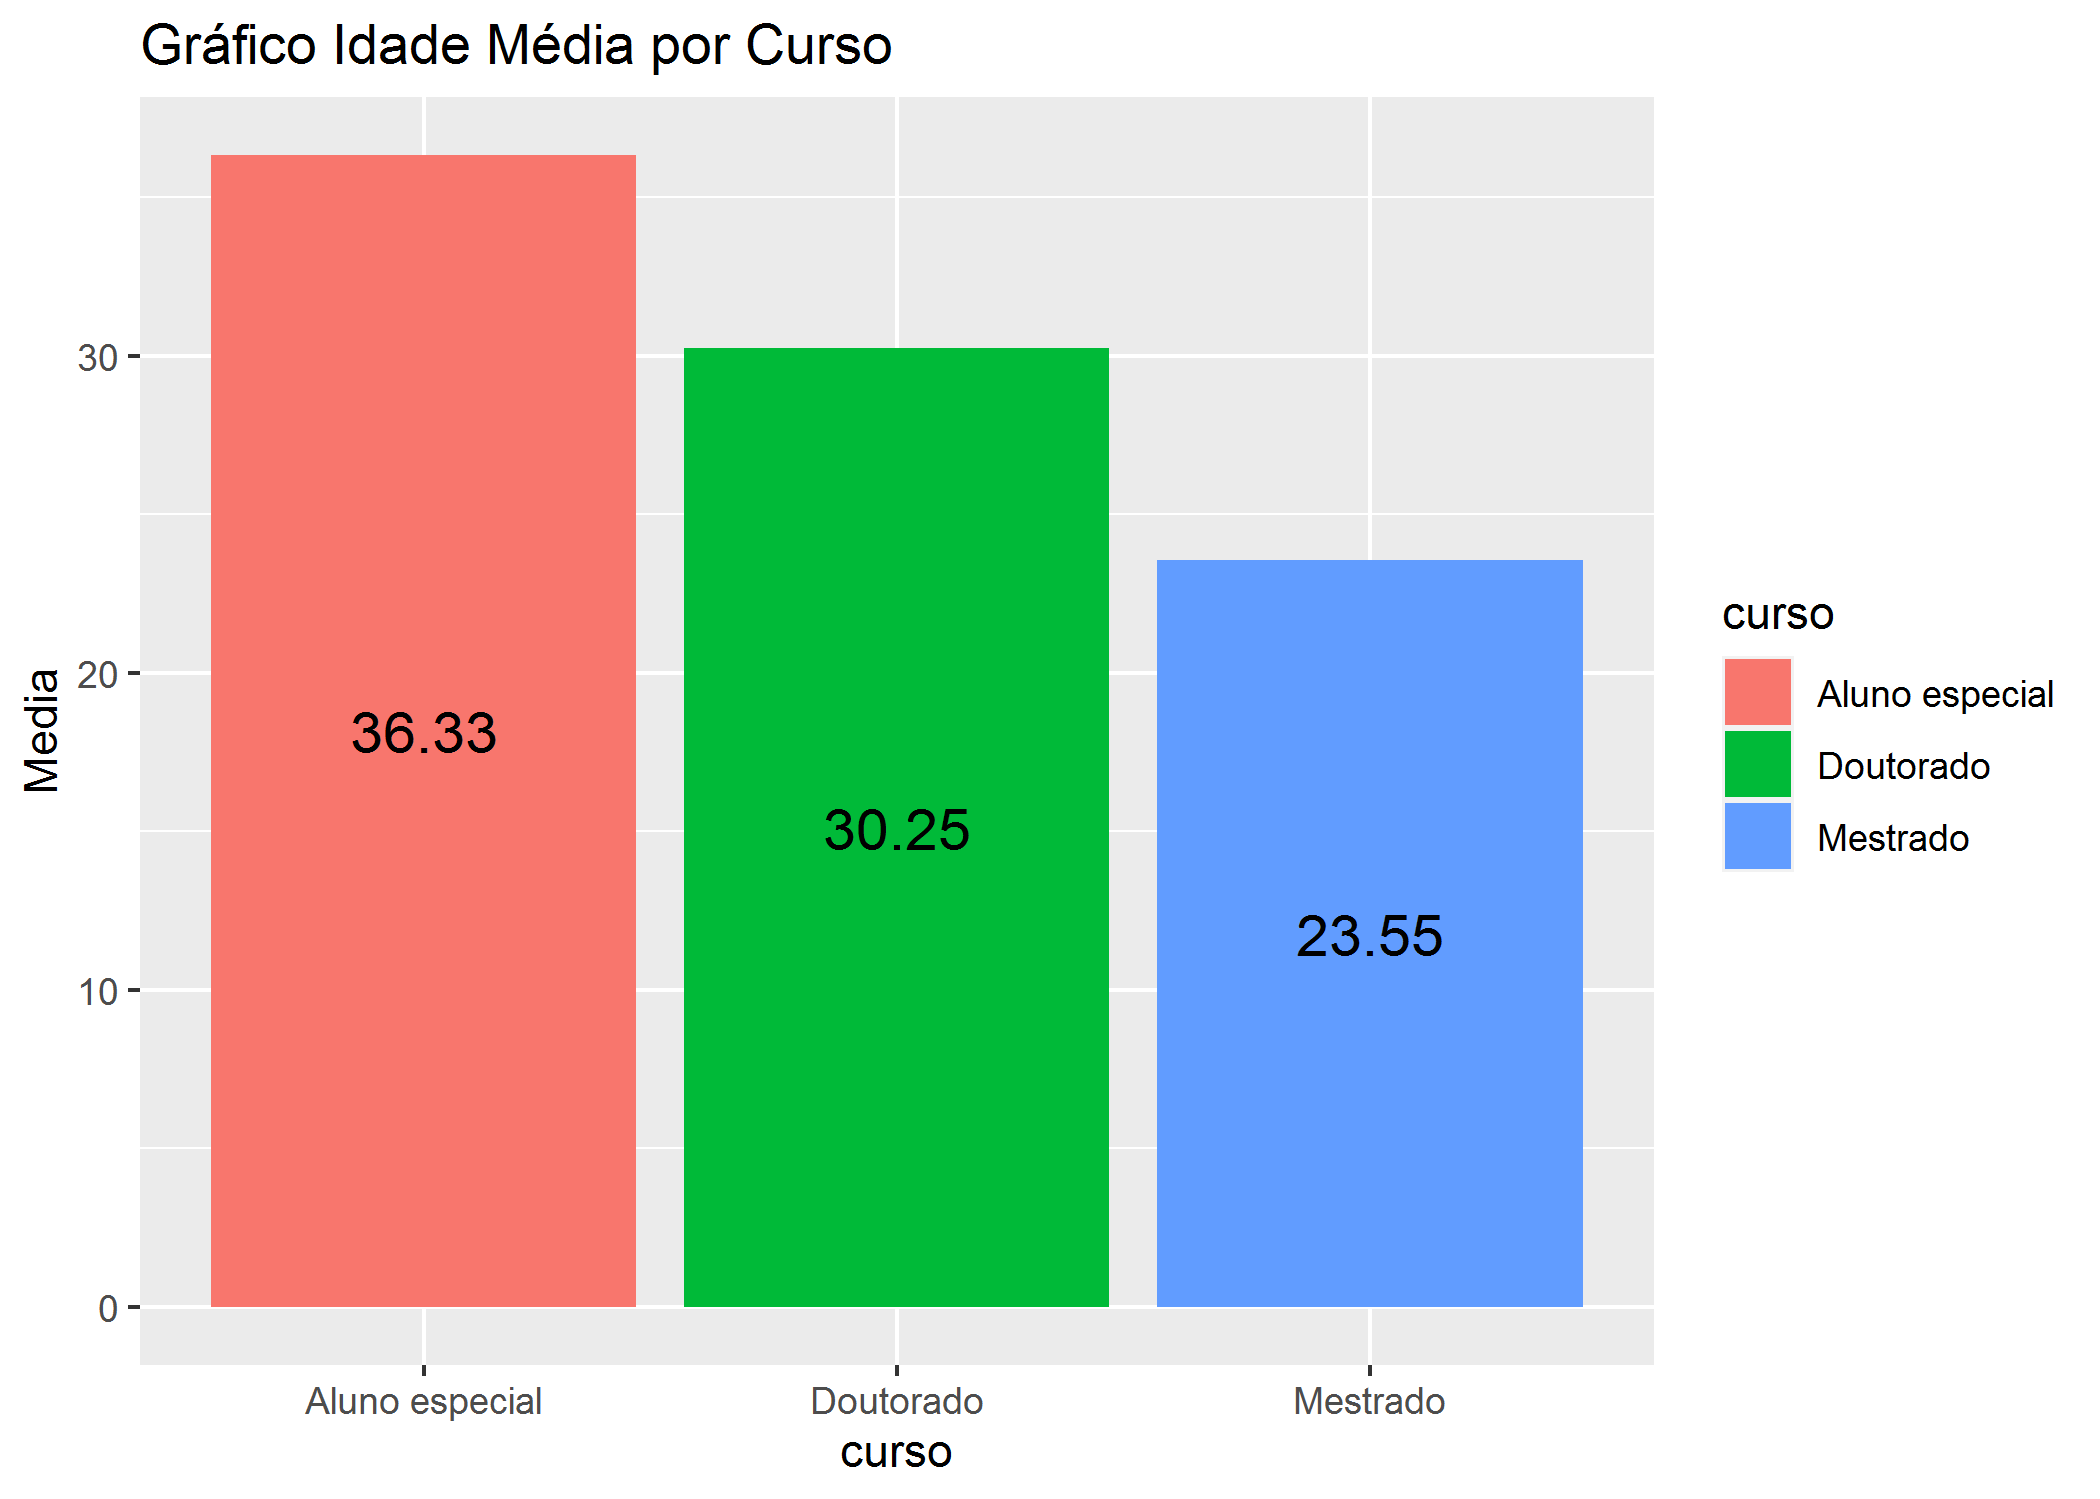 Gráfico Idade Média por Curso
Media
30
20
10
0
36.33
30.25
23.55
Aluno especial
Doutorado
Mestrado
curso
curso
Aluno especial
Doutorado
Mestrado